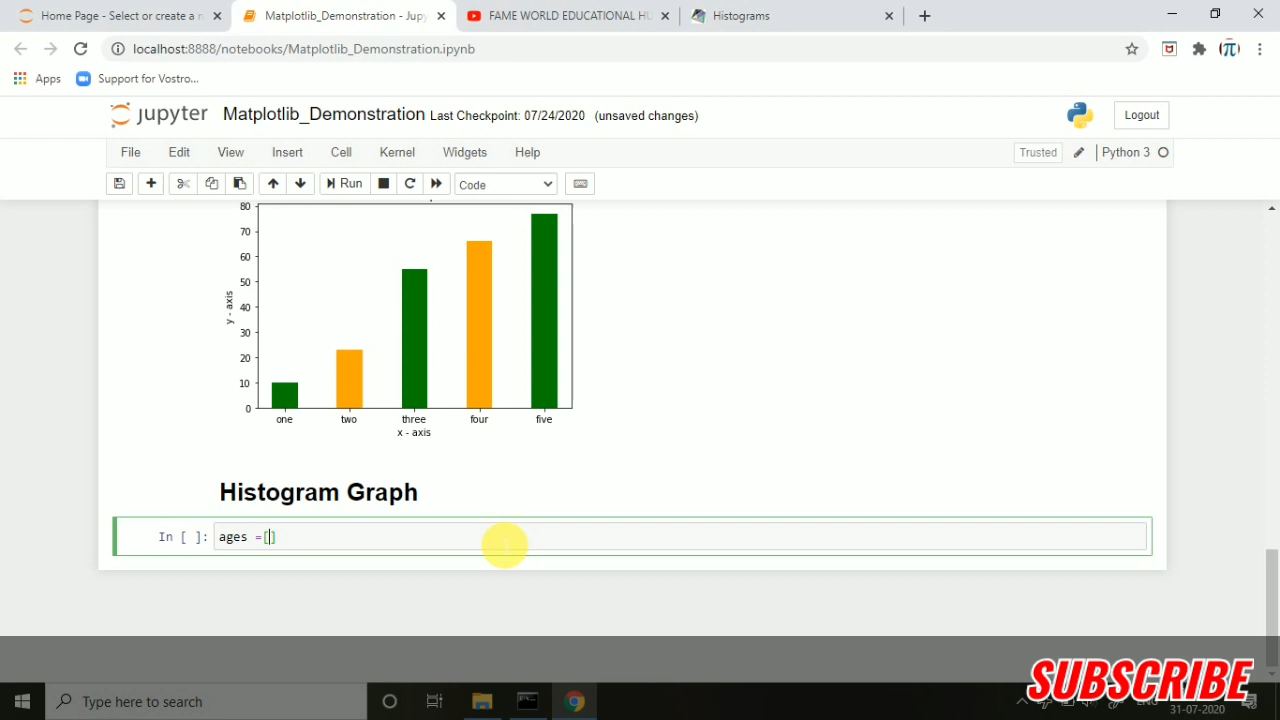 Home Page - Select or create a n
Matplotlib_Demonstration - Jupy
FAME WORLD EDUCATIONAL HU
Histograms
localhost:8888/notebooks/Matplotlib_Demonstration.ipynb
Apps
Support for Vostro...
jupyter
Matplotlib_Demonstration Last Checkpoint: 07/24/2020 (unsaved changes)
Logout
File Edit View Insert Cell Kernel Widgets Help
Trusted
Python 3
Run
Code
80
70
60
50
40
30
20
10
0
y - axis
one two three four five
x - axis
Histogram Graph
In [ ]: ages =[]
SUBSCRIBE
Type here to search
31-07-2020